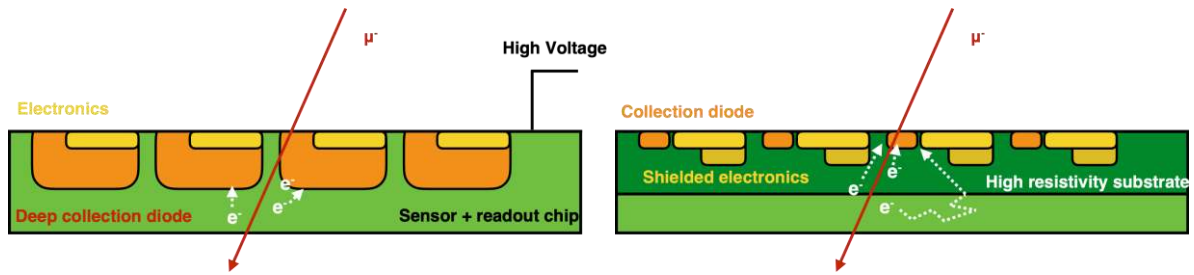 μ-
High Voltage
Electronics
e-
e-
e-
Deep collection diode
Sensor + readout chip
μ-
Collection diode
Shielded electronics
e-
e-
High resistivity substrate
e-